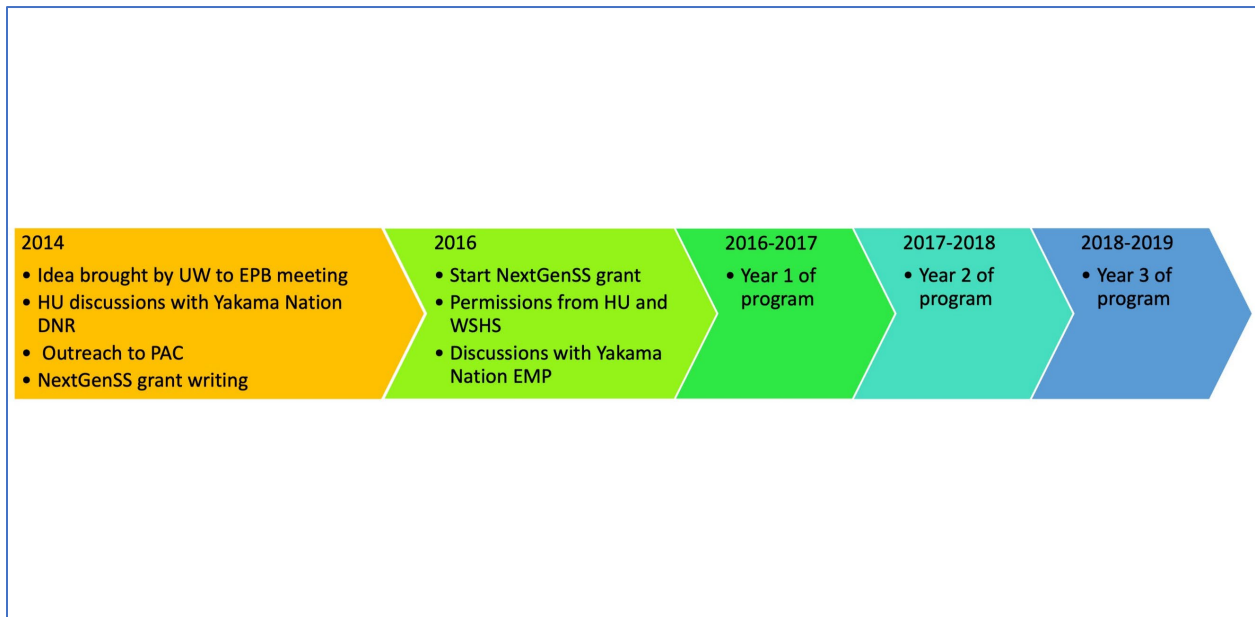 2014
• Idea brought by UW to EPB meeting
• HU discussions with Yakama Nation
DNR
• Outreach to PAC
• NextGenSS grant writing
2016
• Start NextGenSS grant
• Permissions from HU and
WSHS
• Discussions with Yakama
Nation EMP
2016-2017
• Year 1 of
program
2017-2018
• Year 2 of
program
2018-2019
• Year 3 of
program